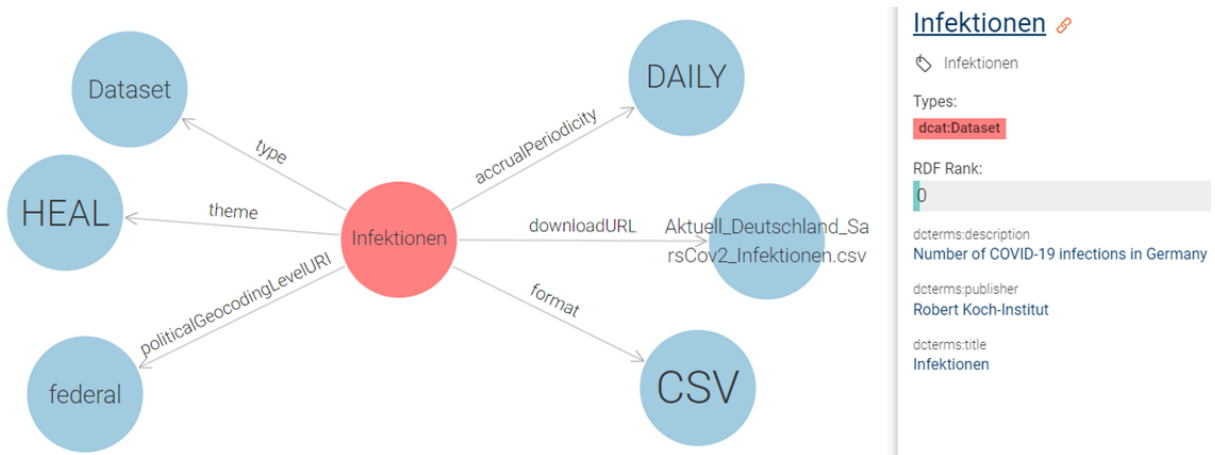 Dataset
DAILY
type
accrualPeriodicity
HEAL
theme
Infektionen
downloadURL
Aktuell_Deutschland_Sa
rsCov2_Infektionen.csv
politicalGeocodingLevelURI
format
federal
CSV
Infektionen
Infektionen
Types:
dcat:Dataset
RDF Rank:
0
dcterms:description
Number of COVID-19 infections in Germany
dcterms:publisher
Robert Koch-Institut
dcterms:title
Infektionen